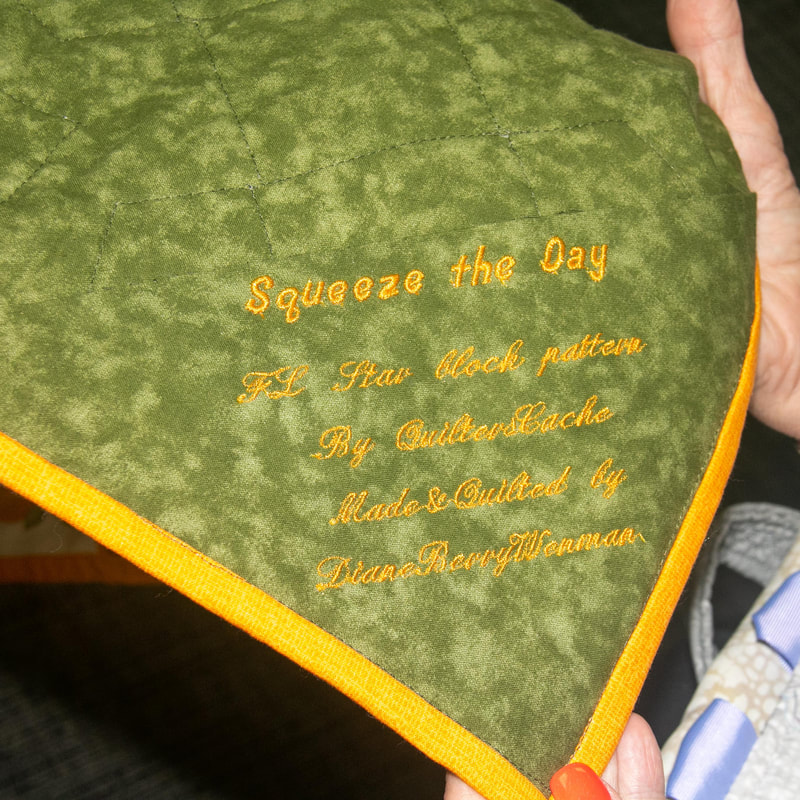 Squeeze the Day
FL Star block pattern
By QuiltersCache
Made&Quilted by
DianeBerryWenman